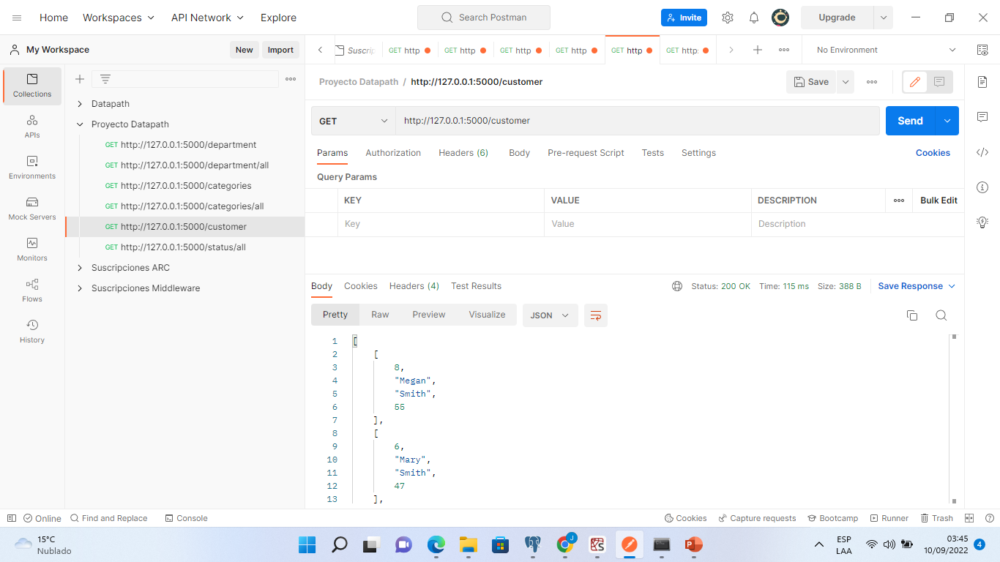 Home Workspaces API Network Explore Search Postman Invite Upgrade
My Workspace New Import Suscrip GET http GET http GET http GET http GET http GET http: No Environment
Collections
APIs
Environments
Mock Servers
Monitors
Flows
History
Datapath
Proyecto Datapath
GET http://127.0.0.1:5000/department
GET http://127.0.0.1:5000/department/all
GET http://127.0.0.1:5000/categories
GET http://127.0.0.1:5000/categories/all
GET http://127.0.0.1:5000/customer
GET http://127.0.0.1:5000/status/all
Suscripciones ARC
Suscripciones Middleware
Proyecto Datapath / http://127.0.0.1:5000/customer Save
GET http://127.0.0.1:5000/customer Send
Params Authorization Headers (6) Body Pre-request Script Tests Settings Cookies
Query Params
KEY VALUE DESCRIPTION Bulk Edit
Key Value Description
Body Cookies Headers (4) Test Results Status: 200 OK Time: 115 ms Size: 388 B Save Response
Pretty Raw Preview Visualize JSON
1 [
2 [
3 8,
4 "Megan",
5 "Smith",
6 55
7 ],
8 [
9 6,
10 "Mary",
11 "Smith",
12 47
13 ],
Online Find and Replace Console Cookies Capture requests Bootcamp Runner Trash
15°C
Nublado
J
ESP
LAA
03:45
10/09/2022
4